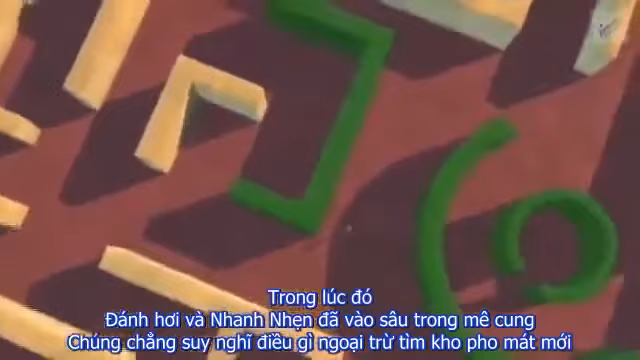 Trong lúc đó
Đánh hơi và Nhanh Nhẹn đã vào sâu trong mê cung
Chúng chẳng suy nghĩ điều gì ngoại trừ tìm kho pho mát mới